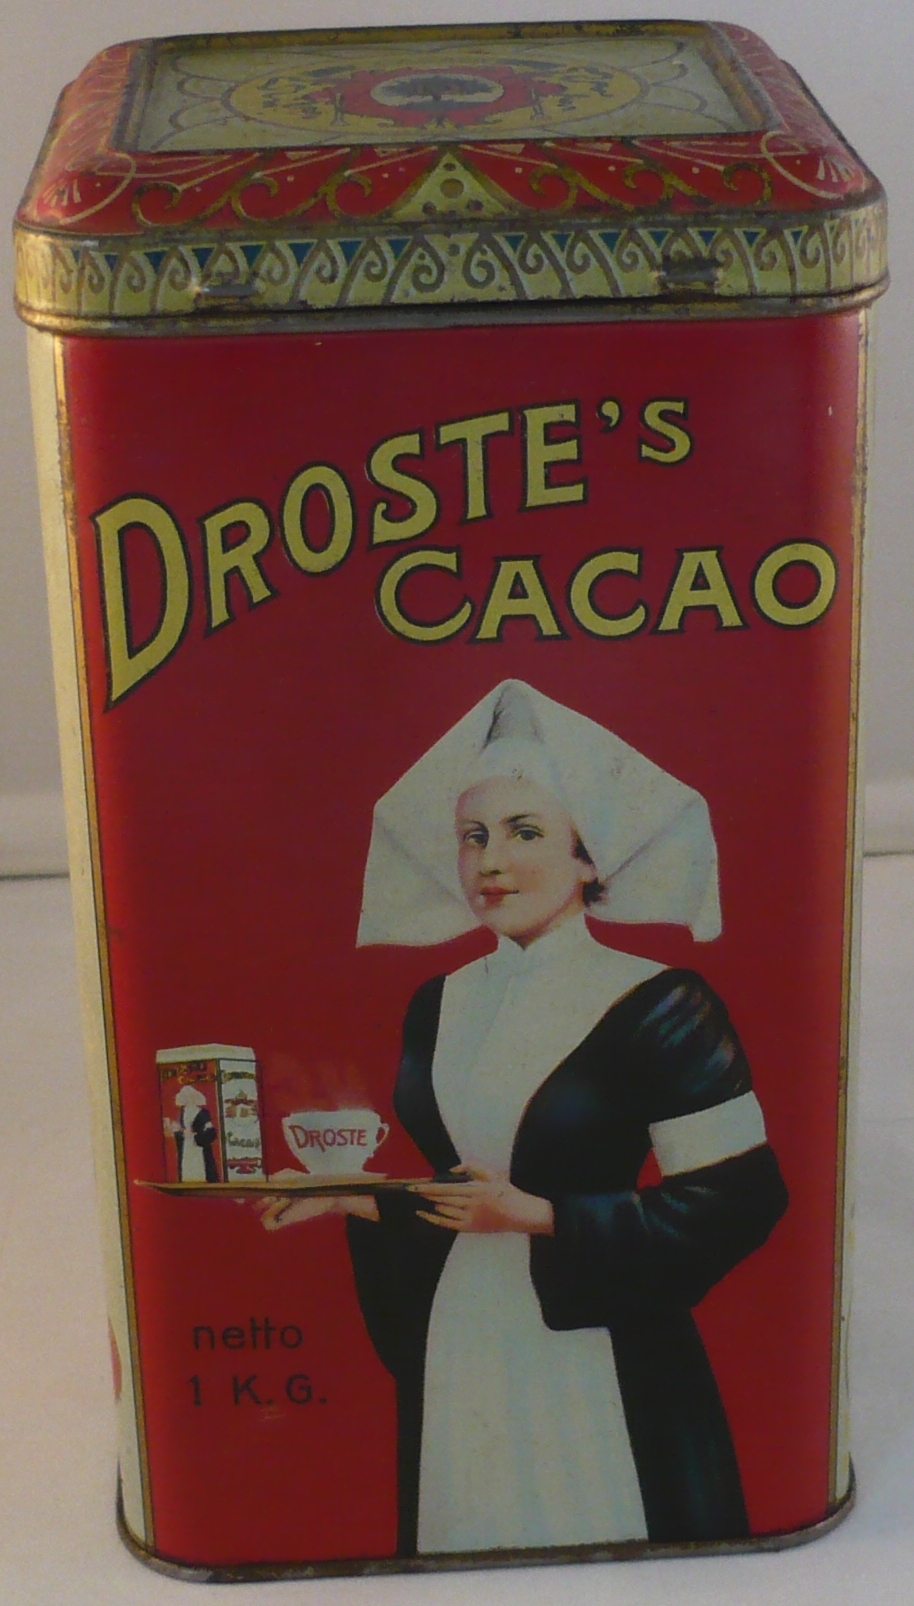 DROSTE'S
CACAO
DROSTE
netto
1 K.G.